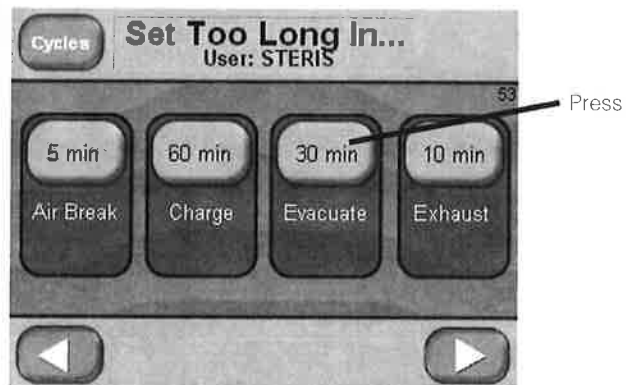 Cycles
Set Too Long In...
User: STERIS
53
Press
5 min
60 min
30 min
10 min
Air Break
Charge
Evacuate
Exhaust